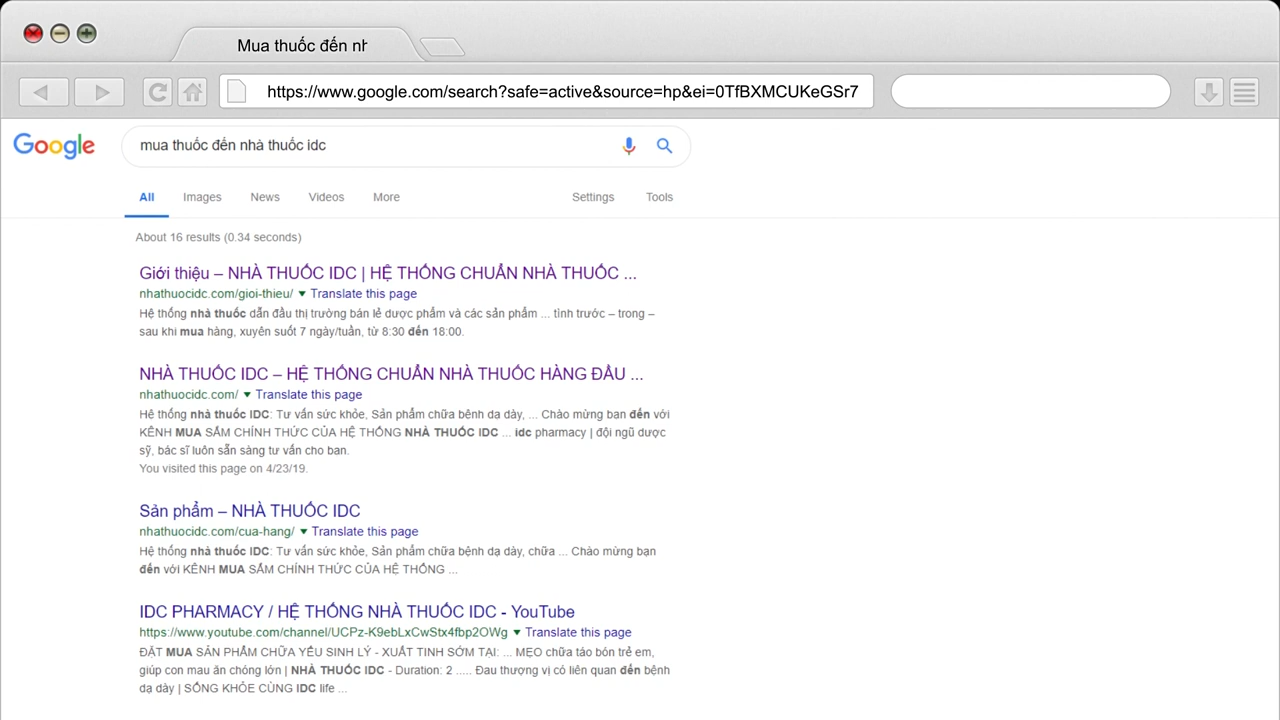 Mua thuốc đến nh
https://www.google.com/search?safe=active&source=hp&ei=0TfBXMCUKeGSr7
Google
mua thuốc đến nhà thuốc idc
All Images News Videos More Settings Tools
About 16 results (0.34 seconds)
Giới thiệu – NHÀ THUỐC IDC | HỆ THỐNG CHUẨN NHÀ THUỐC ...
nhathuocidc.com/gioi-thieu/ ▼ Translate this page
Hệ thống nhà thuốc dẫn đầu thị trường bán lẻ dược phẩm và các sản phẩm ... tình trước – trong –
sau khi mua hàng, xuyên suốt 7 ngày/tuần, từ 8:30 đến 18:00.
NHÀ THUỐC IDC – HỆ THỐNG CHUẨN NHÀ THUỐC HÀNG ĐẦU ...
nhathuocidc.com/ ▼ Translate this page
Hệ thống nhà thuốc IDC: Tư vấn sức khỏe, Sản phẩm chữa bệnh dạ dày, ... Chào mừng bạn đến với
KÊNH MUA SẮM CHÍNH THỨC CỦA HỆ THỐNG NHÀ THUỐC IDC ... idc pharmacy | đội ngũ dược
sỹ, bác sĩ luôn sẵn sàng tư vấn cho bạn.
You visited this page on 4/23/19.
Sản phẩm – NHÀ THUỐC IDC
nhathuocidc.com/cua-hang/ ▼ Translate this page
Hệ thống nhà thuốc IDC: Tư vấn sức khỏe, Sản phẩm chữa bệnh dạ dày, chữa ... Chào mừng bạn
đến với KÊNH MUA SẮM CHÍNH THỨC CỦA HỆ THỐNG ...
IDC PHARMACY / HỆ THỐNG NHÀ THUỐC IDC - YouTube
https://www.youtube.com/channel/UCPz-K9ebLxCwStx4fbp2OWg ▼ Translate this page
ĐẶT MUA SẢN PHẨM CHỮA YẾU SINH LÝ - XUẤT TINH SỚM TẠI: ... MẸO chữa táo bón trẻ em,
giúp con mau ăn chóng lớn | NHÀ THUỐC IDC - Duration: 2 ..... Đau thượng vị có liên quan đến bệnh
dạ dày | SỐNG KHỎE CÙNG IDC life ...